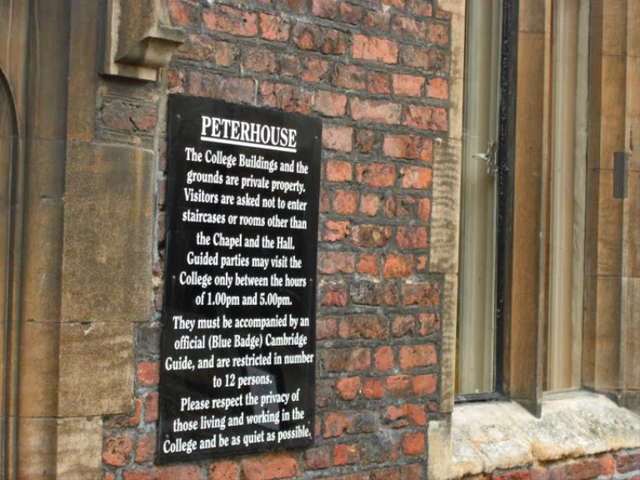 PETERHOUSE
The College Buildings and the
grounds are private property.
Visitors are asked not to enter
staircases or rooms other than
the Chapel and the Hall.
Guided parties may visit the
College only between the hours
of 1.00pm and 5.00pm.
They must be accompanied by an
official (Blue Badge) Cambridge
Guide, and are restricted in number
to 12 persons.
Please respect the privacy of
those living and working in the
College and be as quiet as possible.